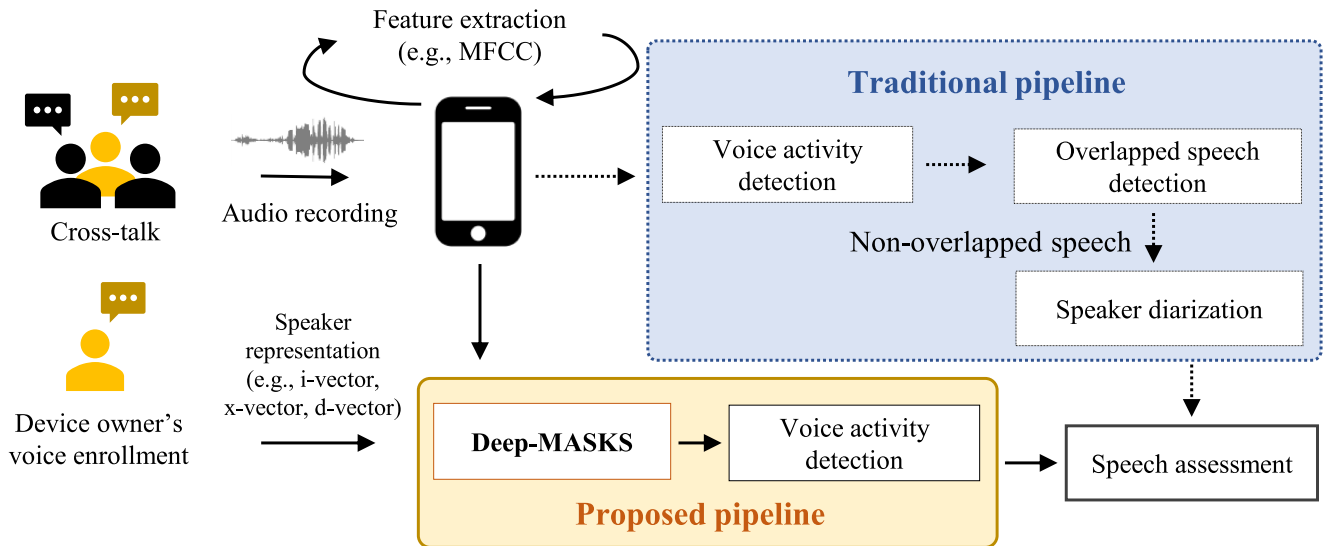 Feature extraction
(e.g., MFCC)
Traditional pipeline
Voice activity
detection
Overlapped speech
detection
Audio recording
Cross-talk
Non-overlapped speech
Speaker diarization
Speaker
representation
(e.g., i-vector,
x-vector, d-vector)
Device owner's
voice enrollment
Deep-MASKS
Voice activity
detection
Proposed pipeline
Speech assessment